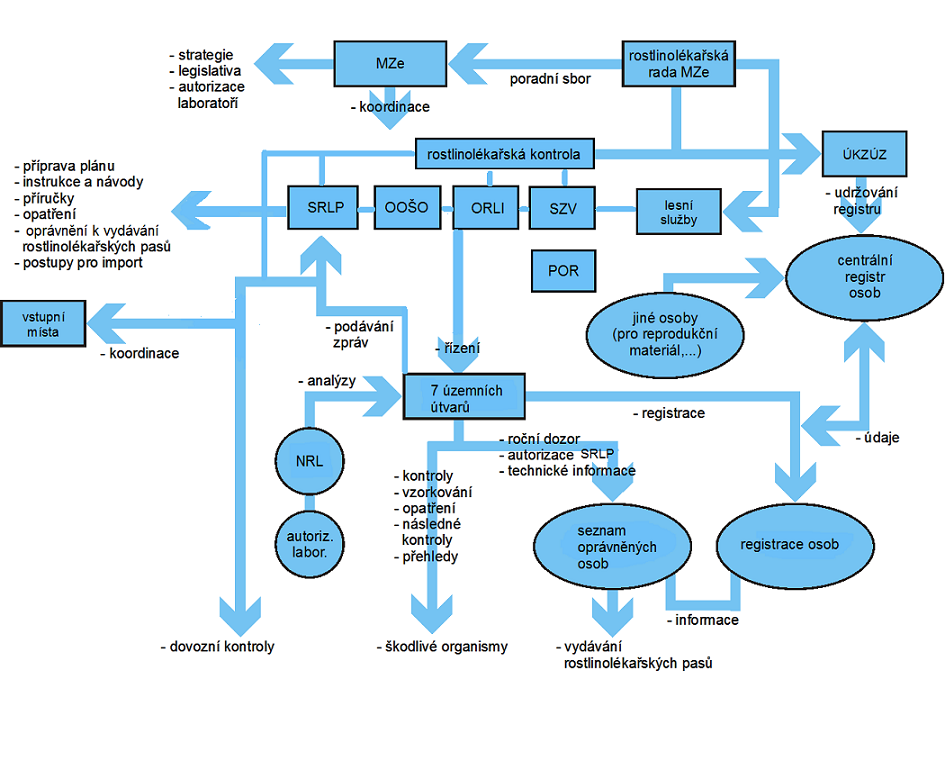 - strategie
- legislativa
- autorizace
laboratoří
MZe
poradní sbor
rostlinolékařská
rada MZe
- koordinace
rostlinolékařská kontrola
ÚKZÚZ
- příprava plánu
- instrukce a návody
- příručky
- opatření
- oprávnění k vydávání
rostlinolékařských pasů
- postupy pro import
SRLP
OOŠO
ORLI
SZV
lesní
služby
- udržování
registru
POR
centrální
registr
osob
vstupní
místa
- koordinace
- podávání
zpráv
- řízení
jiné osoby
(pro reprodukční
materiál,...)
- analýzy
7 územních
útvarů
- registrace
- údaje
NRL
autoriz.
labor.
- roční dozor
- autorizace SRLP
- technické informace
- kontroly
- vzorkování
- opatření
- následné
kontroly
- přehledy
seznam
oprávněných
osob
registrace osob
- informace
- dovozní kontroly
- škodlivé organismy
- vydávání
rostlinolékařských pasů